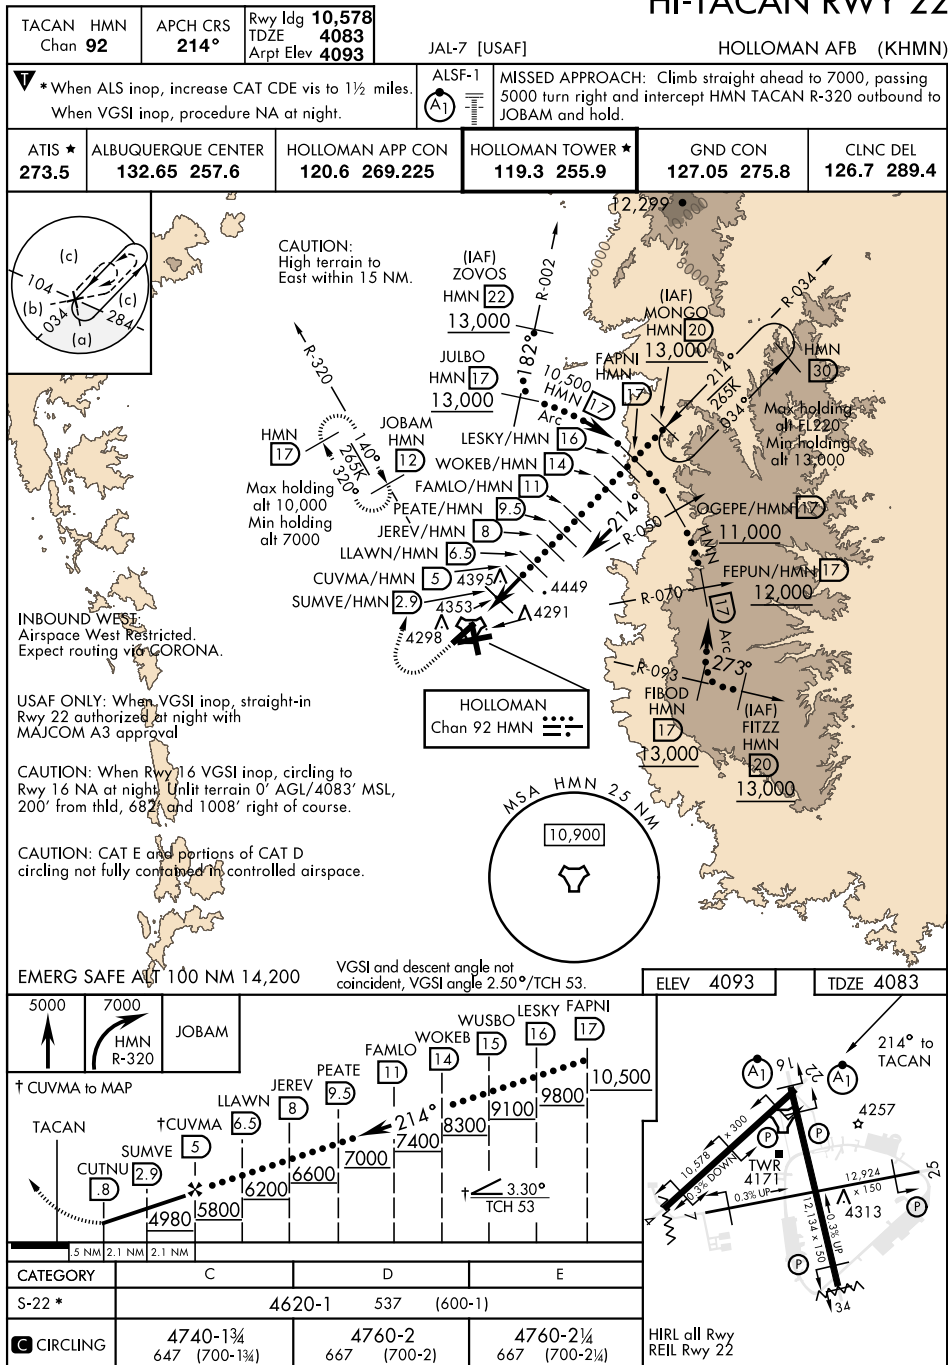 HI-TACAN RWY 22
TACAN HMN
Chan 92
APCH CRS
214°
Rwy ldg 10,578
TDZE 4083
Arpt Elev 4093
JAL-7 [USAF]
HOLLOMAN AFB (KHMN)
T
* When ALS inop, increase CAT CDE vis to 1½ miles.
When VGSI inop, procedure NA at night.
ALSF-1
A1
MISSED APPROACH: Climb straight ahead to 7000, passing
5000 turn right and intercept HMN TACAN R-320 outbound to
JOBAM and hold.
ATIS ★
273.5
ALBUQUERQUE CENTER
132.65 257.6
HOLLOMAN APP CON
120.6 269.225
HOLLOMAN TOWER ★
119.3 255.9
GND CON
127.05 275.8
CLNC DEL
126.7 289.4
(c)
104
(b)
(c)
034
284
(a)
CAUTION:
High terrain to
East within 15 NM.
12,299
10,000
6000
8000
(IAF)
ZOVOS
HMN 22
13,000
R-002
182°
(IAF)
MONGO
HMN 20
13,000
R-034
214°
265K
034°
HMN
30
Max holding
alt FL220
Min holding
alt 13,000
JULBO
HMN 17
13,000
10,500
HMN 17
Arc
FAPNI
HMN
17
R-320
HMN
17
140°
265K
320°
JOBAM
HMN
12
Max holding
alt 10,000
Min holding
alt 7000
LESKY/HMN 16
WOKEB/HMN 14
FAMLO/HMN 11
PEATE/HMN 9.5
JEREV/HMN 8
LLAWN/HMN 6.5
CUVMA/HMN 5
SUMVE/HMN 2.9
214°
R-050
OGEPE/HMN 17
11,000
HMN
FEPUN/HMN 17
12,000
R-070
17
Arc
4395
4449
4353
4291
4298
R-093
273°
FIBOD
HMN
17
13,000
(IAF)
FITZZ
HMN
20
13,000
INBOUND WEST:
Airspace West Restricted.
Expect routing via CORONA.
HOLLOMAN
Chan 92 HMN
USAF ONLY: When VGSI inop, straight-in
Rwy 22 authorized at night with
MAJCOM A3 approval
CAUTION: When Rwy 16 VGSI inop, circling to
Rwy 16 NA at night. Unlit terrain 0' AGL/4083' MSL,
200' from thld, 682' and 1008' right of course.
CAUTION: CAT E and portions of CAT D
circling not fully contained in controlled airspace.
MSA HMN 25 NM
10,900
EMERG SAFE ALT 100 NM 14,200
VGSI and descent angle not
coincident, VGSI angle 2.50°/TCH 53.
ELEV 4093
TDZE 4083
5000
7000
HMN
R-320
JOBAM
† CUVMA to MAP
TACAN
CUTNU
.8
SUMVE
2.9
†CUVMA
5
LLAWN
6.5
JEREV
8
PEATE
9.5
FAMLO
11
WOKEB
14
WUSBO
15
LESKY
16
FAPNI
17
214°
4980
5800
6200
6600
7000
7400
8300
9100
9800
10,500
† 3.30°
TCH 53
.5 NM
2.1 NM
2.1 NM
214° to
TACAN
A1
16
22
A1
4257
P
P
10,578 x 300
0.3% DOWN
TWR
4171
12,924 x 150
0.3% UP
25
7
4
4313
P
12,134 x 150
0.3% UP
P
34
HIRL all Rwy
REIL Rwy 22
CATEGORY
C
D
E
S-22 *
4620-1 537 (600-1)
C CIRCLING
4740-1¾
647 (700-1¾)
4760-2
667 (700-2)
4760-2¼
667 (700-2¼)